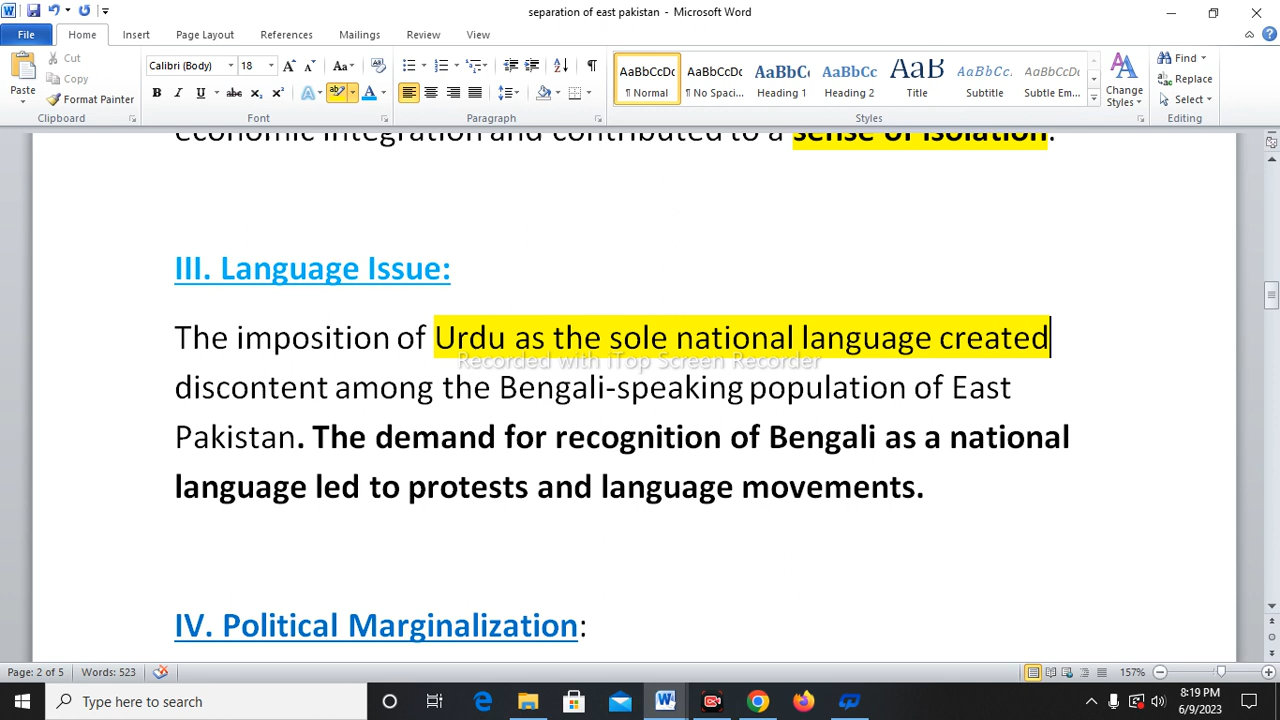 separation of east pakistan - Microsoft Word
File Home Insert Page Layout References Mailings Review View
Paste Cut Copy Format Painter Clipboard
Calibri (Body) 18 Font
Paragraph
AaBbCcDc AaBbCcDc AaBbCc AaBbCc AaB AaBbCc. AaBbCcDc
¶ Normal ¶ No Spaci... Heading 1 Heading 2 Title Subtitle Subtle Em...
Change Styles Styles
Find Replace Select Editing
economic integration and contributed to a sense of isolation.
III. Language Issue:
The imposition of Urdu as the sole national language created
Recorded with iTop Screen Recorder
discontent among the Bengali-speaking population of East
Pakistan. The demand for recognition of Bengali as a national
language led to protests and language movements.
IV. Political Marginalization:
Page: 2 of 5 Words: 523 157%
Type here to search
8:19 PM
6/9/2023